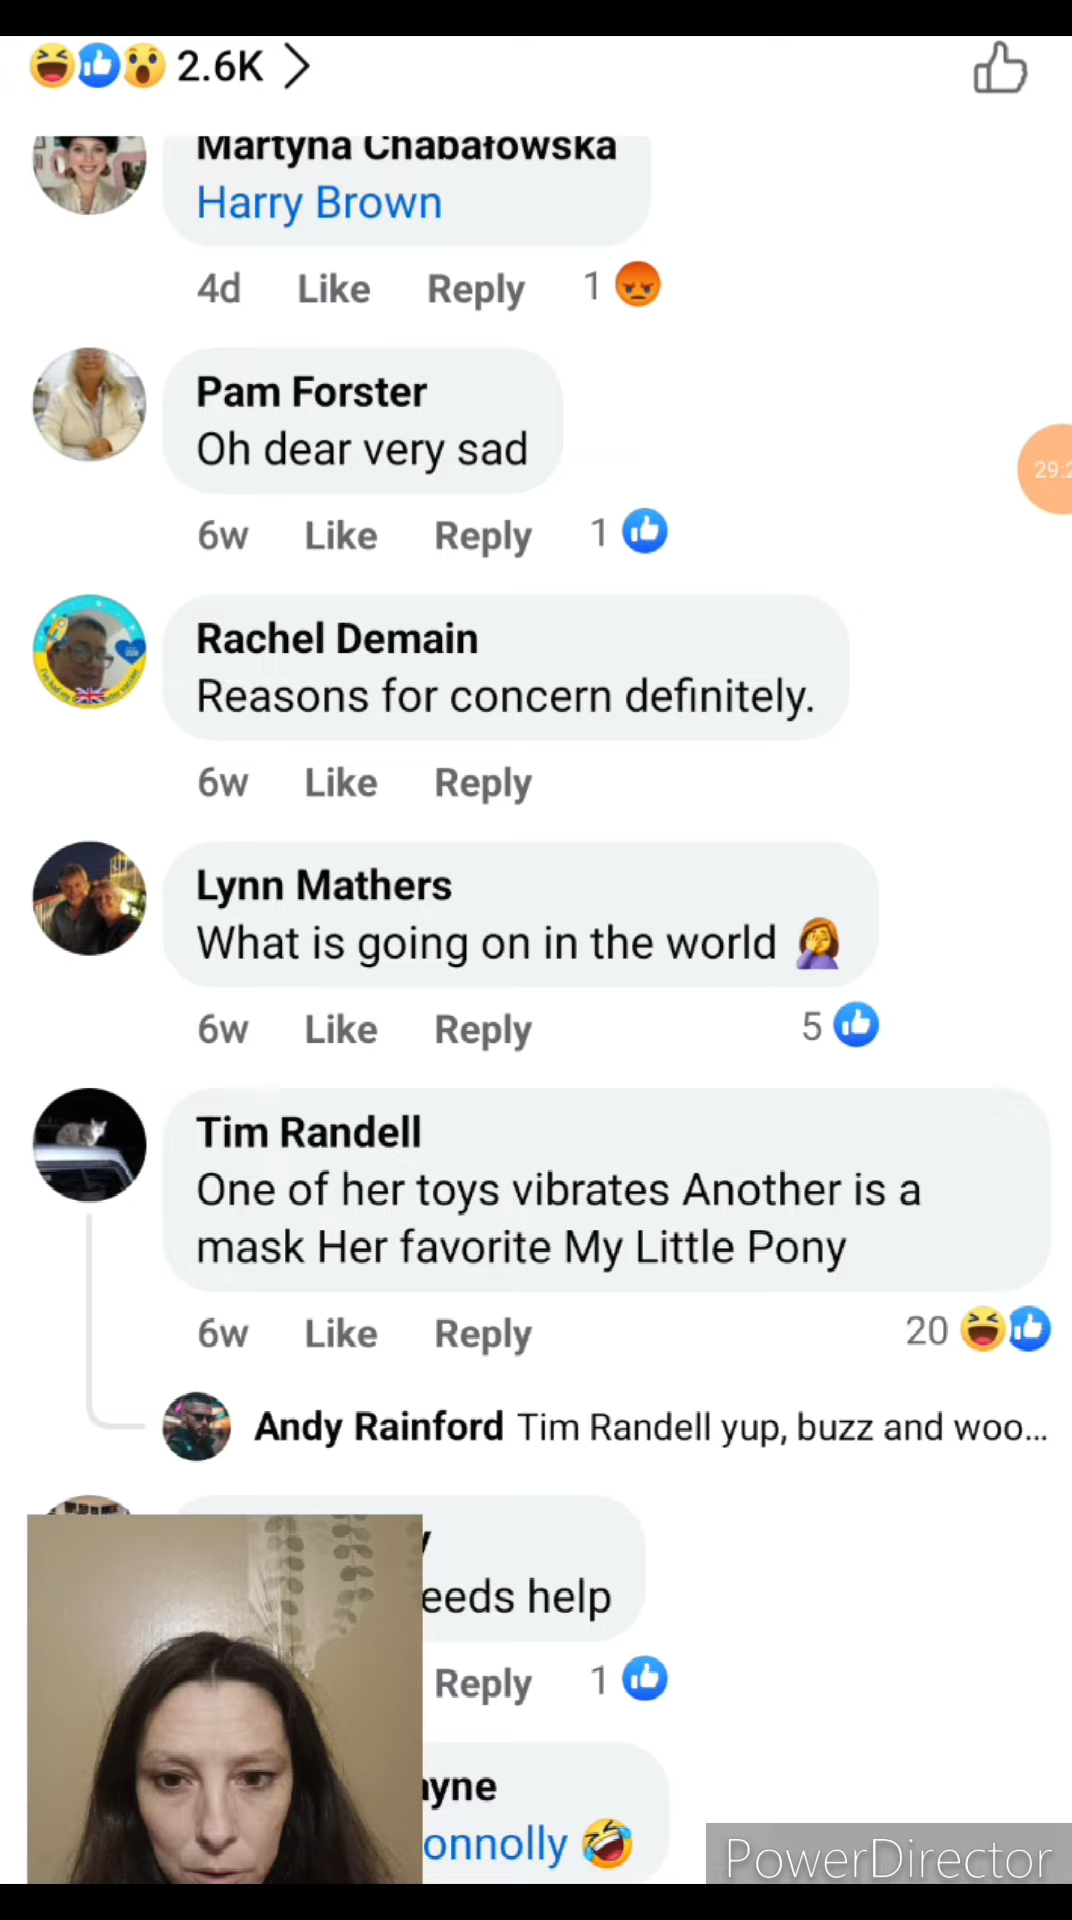 2.6K
Martyna Chabałowska
Harry Brown
4d Like Reply 1
29:2
Pam Forster
Oh dear very sad
6w Like Reply 1
Rachel Demain
Reasons for concern definitely.
6w Like Reply
Lynn Mathers
What is going on in the world
6w Like Reply 5
Tim Randell
One of her toys vibrates Another is a
mask Her favorite My Little Pony
6w Like Reply 20
Andy Rainford Tim Randell yup, buzz and woo...
eeds help
Reply 1
ayne
onnolly
PowerDirector